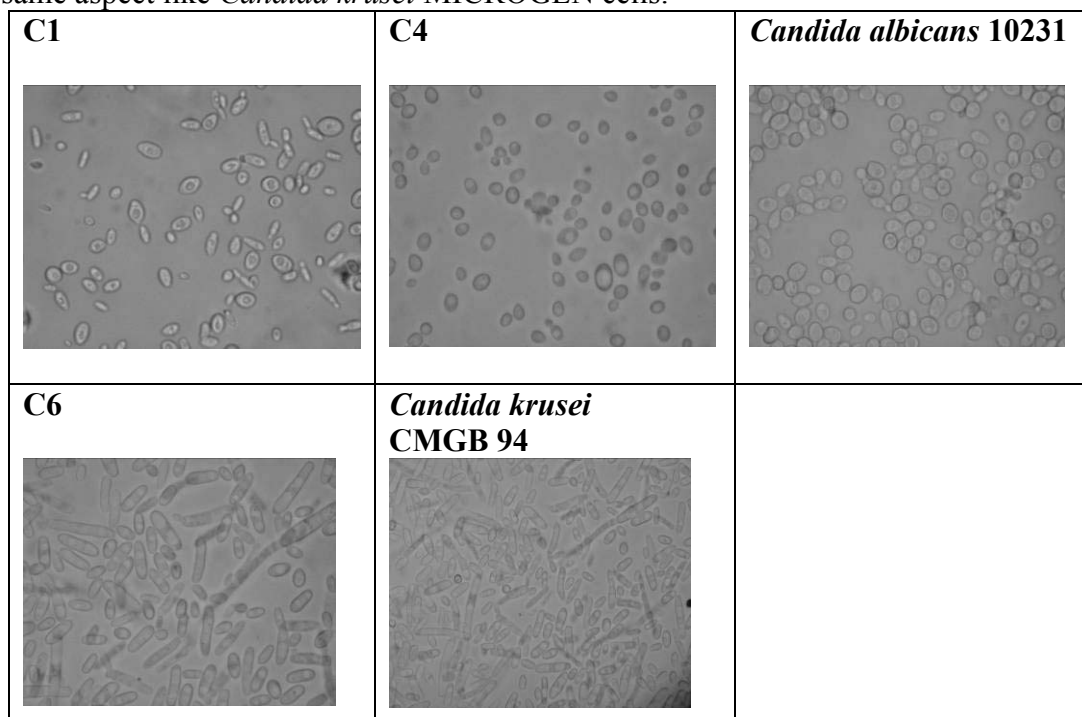 same aspect like Candida krusei MICROGEN cells.
C1
C4
Candida albicans 10231
C6
Candida krusei
CMGB 94